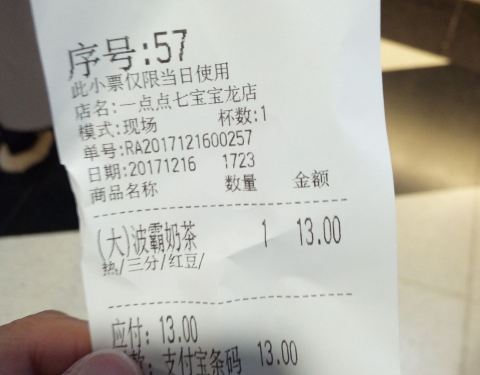 序号:57
此小票仅限当日使用
店名:一点点七宝宝龙店
模式:现场 杯数:1
单号:RA2017121600257
日期:20171216 1723
商品名称 数量 金额
(大)波霸奶茶 1 13.00
热/三分/红豆/
应付: 13.00
支付宝条码 13.00